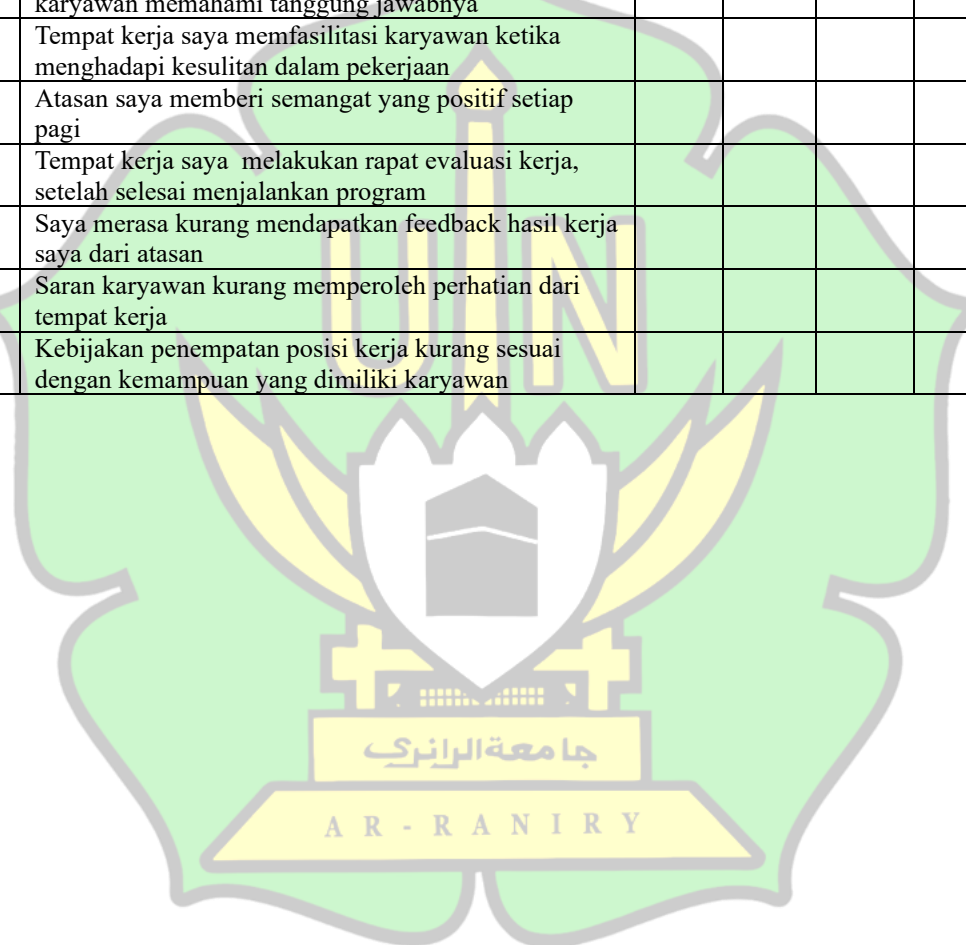 karyawan memahami tanggung jawabnya
Tempat kerja saya memfasilitasi karyawan ketika
menghadapi kesulitan dalam pekerjaan
Atasan saya memberi semangat yang positif setiap
pagi
Tempat kerja saya  melakukan rapat evaluasi kerja,
setelah selesai menjalankan program
Saya merasa kurang mendapatkan feedback hasil kerja
saya dari atasan
Saran karyawan kurang memperoleh perhatian dari
tempat kerja
Kebijakan penempatan posisi kerja kurang sesuai
dengan kemampuan yang dimiliki karyawan
UIN
جامعةالرانري
AR-RANIRY